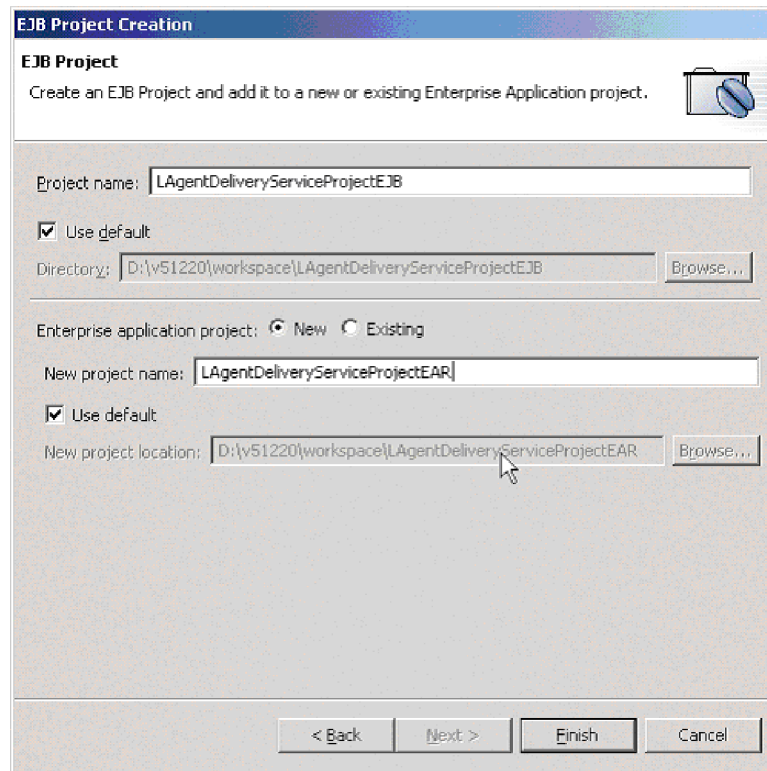 EJB Project Creation
EJB Project
Create an EJB Project and add it to a new or existing Enterprise Application project.
Project name: LAgentDeliveryServiceProjectEJB
Use default
Directory: D:\v51220\workspace\LAgentDeliveryServiceProjectEJB Browse...
Enterprise application project: New Existing
New project name: LAgentDeliveryServiceProjectEAR
Use default
New project location: D:\v51220\workspace\LAgentDeliveryServiceProjectEAR Browse...
< Back Next > Finish Cancel